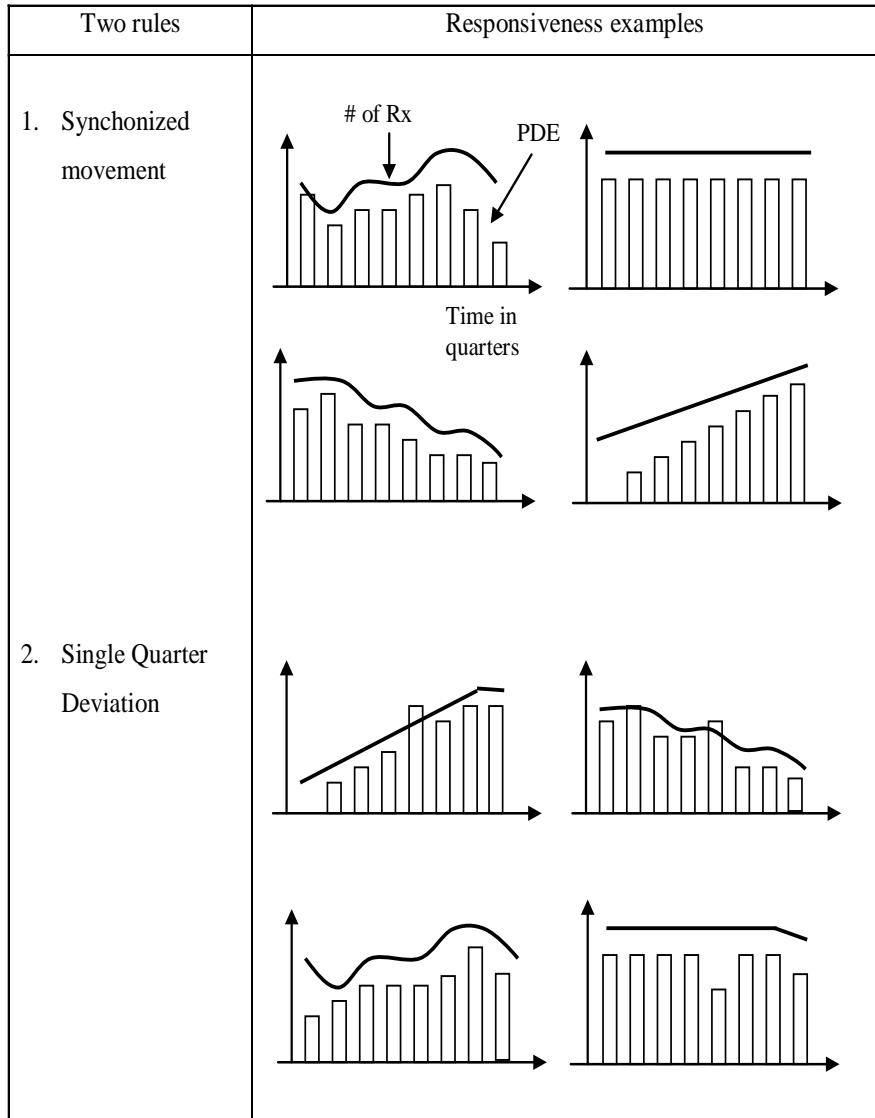 Two rules
Responsiveness examples
1. Synchonized
movement
# of Rx
PDE
Time in
quarters
2. Single Quarter
Deviation